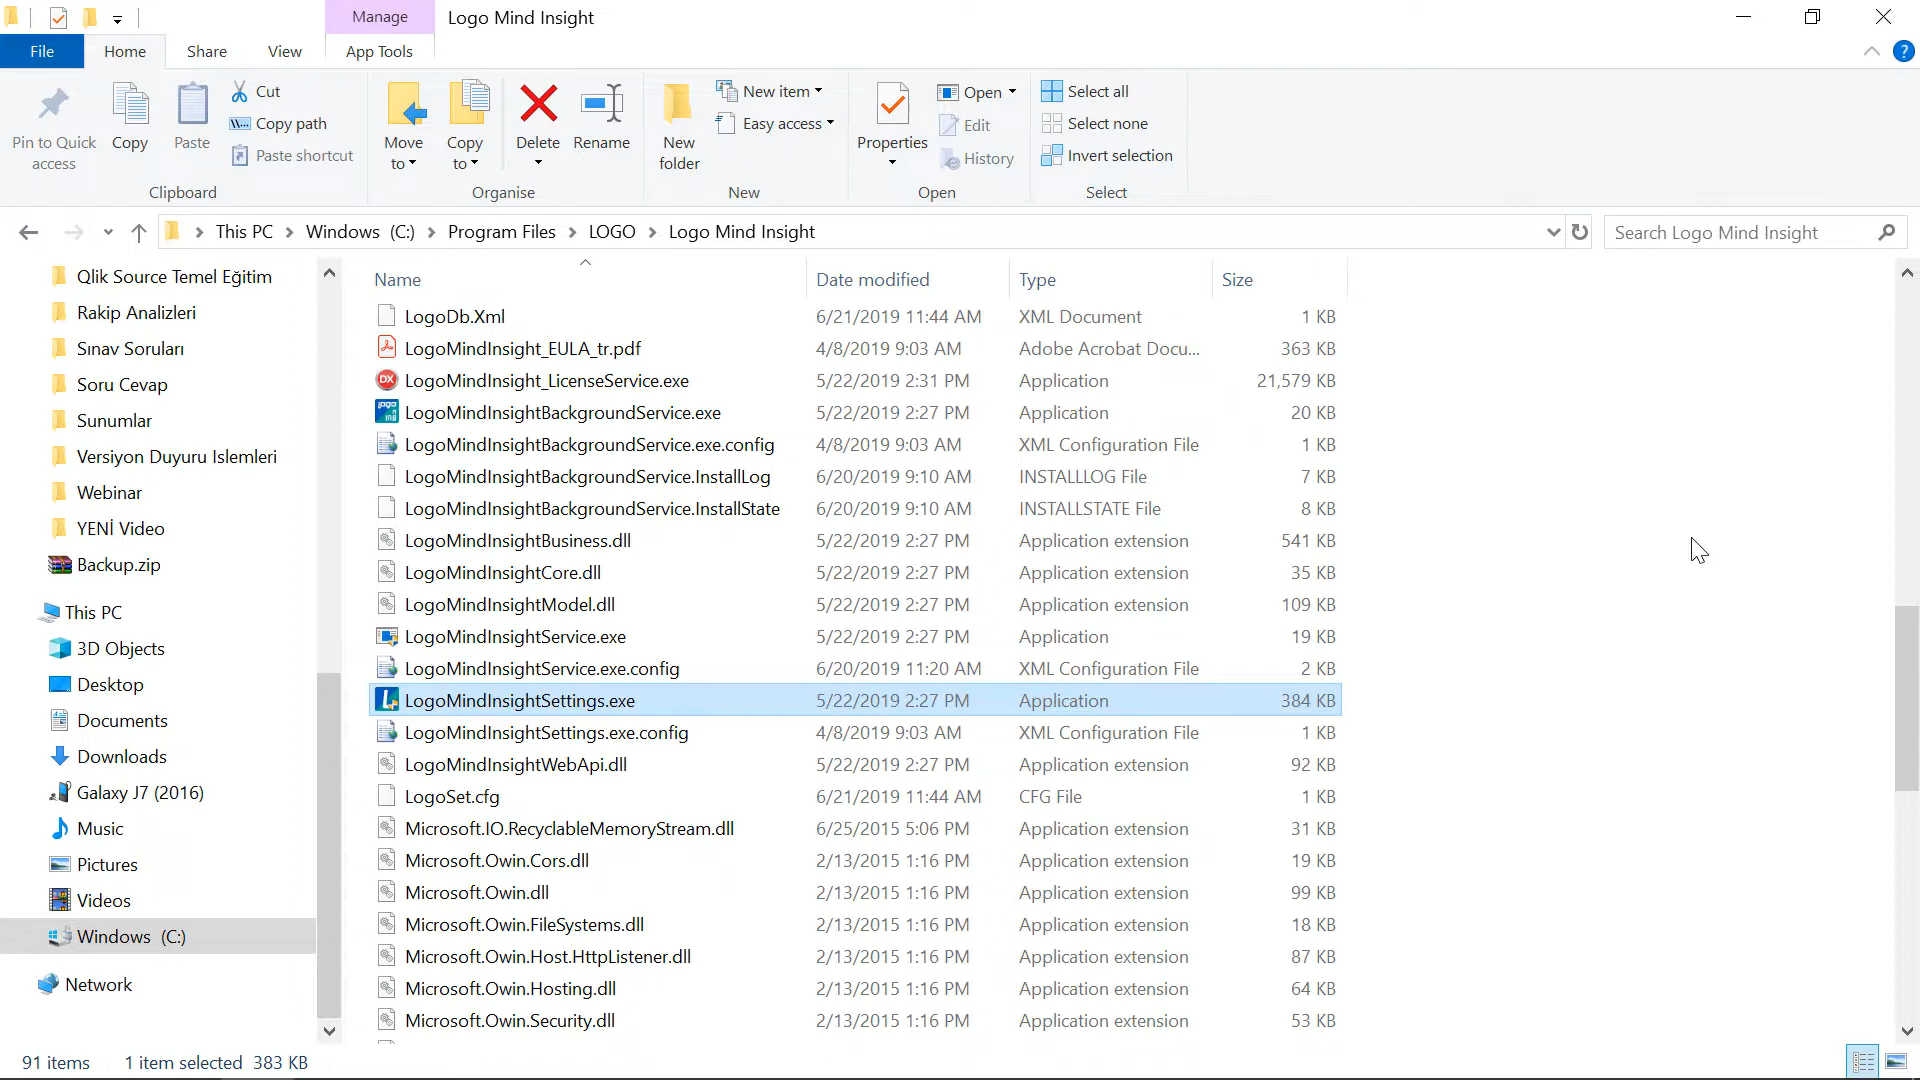 Manage
Logo Mind Insight
File
Home
Share
View
App Tools
Pin to Quick access
Copy
Paste
Cut
Copy path
Paste shortcut
Clipboard
Move to
Copy to
Delete
Rename
Organise
New folder
New item
Easy access
New
Properties
Open
Edit
History
Open
Select all
Select none
Invert selection
Select
This PC
Windows (C:)
Program Files
LOGO
Logo Mind Insight
Search Logo Mind Insight
Qlik Source Temel Eğitim
Rakip Analizleri
Sınav Soruları
Soru Cevap
Sunumlar
Versiyon Duyuru Islemleri
Webinar
YENİ Video
Backup.zip
This PC
3D Objects
Desktop
Documents
Downloads
Galaxy J7 (2016)
Music
Pictures
Videos
Windows (C:)
Network
Name Date modified Type Size
LogoDb.Xml 6/21/2019 11:44 AM XML Document 1 KB
LogoMindInsight_EULA_tr.pdf 4/8/2019 9:03 AM Adobe Acrobat Docu... 363 KB
LogoMindInsight_LicenseService.exe 5/22/2019 2:31 PM Application 21,579 KB
LogoMindInsightBackgroundService.exe 5/22/2019 2:27 PM Application 20 KB
LogoMindInsightBackgroundService.exe.config 4/8/2019 9:03 AM XML Configuration File 1 KB
LogoMindInsightBackgroundService.InstallLog 6/20/2019 9:10 AM INSTALLLOG File 7 KB
LogoMindInsightBackgroundService.InstallState 6/20/2019 9:10 AM INSTALLSTATE File 8 KB
LogoMindInsightBusiness.dll 5/22/2019 2:27 PM Application extension 541 KB
LogoMindInsightCore.dll 5/22/2019 2:27 PM Application extension 35 KB
LogoMindInsightModel.dll 5/22/2019 2:27 PM Application extension 109 KB
LogoMindInsightService.exe 5/22/2019 2:27 PM Application 19 KB
LogoMindInsightService.exe.config 6/20/2019 11:20 AM XML Configuration File 2 KB
LogoMindInsightSettings.exe 5/22/2019 2:27 PM Application 384 KB
LogoMindInsightSettings.exe.config 4/8/2019 9:03 AM XML Configuration File 1 KB
LogoMindInsightWebApi.dll 5/22/2019 2:27 PM Application extension 92 KB
LogoSet.cfg 6/21/2019 11:44 AM CFG File 1 KB
Microsoft.IO.RecyclableMemoryStream.dll 6/25/2015 5:06 PM Application extension 31 KB
Microsoft.Owin.Cors.dll 2/13/2015 1:16 PM Application extension 19 KB
Microsoft.Owin.dll 2/13/2015 1:16 PM Application extension 99 KB
Microsoft.Owin.FileSystems.dll 2/13/2015 1:16 PM Application extension 18 KB
Microsoft.Owin.Host.HttpListener.dll 2/13/2015 1:16 PM Application extension 87 KB
Microsoft.Owin.Hosting.dll 2/13/2015 1:16 PM Application extension 64 KB
Microsoft.Owin.Security.dll 2/13/2015 1:16 PM Application extension 53 KB
91 items 1 item selected 383 KB